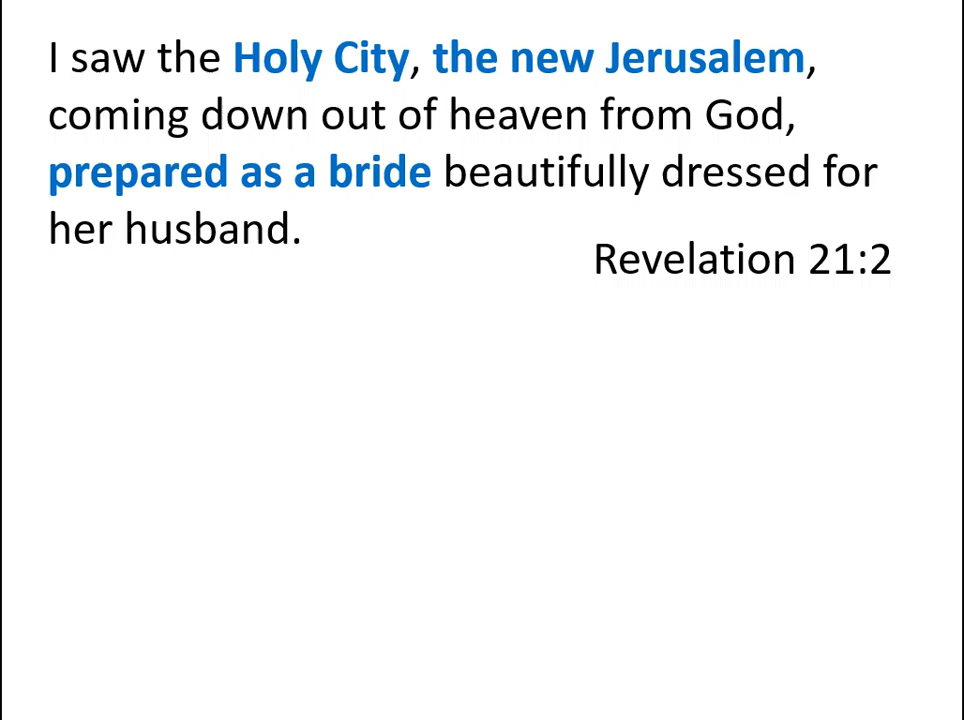 I saw the Holy City, the new Jerusalem,
coming down out of heaven from God,
prepared as a bride beautifully dressed for
her husband.
Revelation 21:2